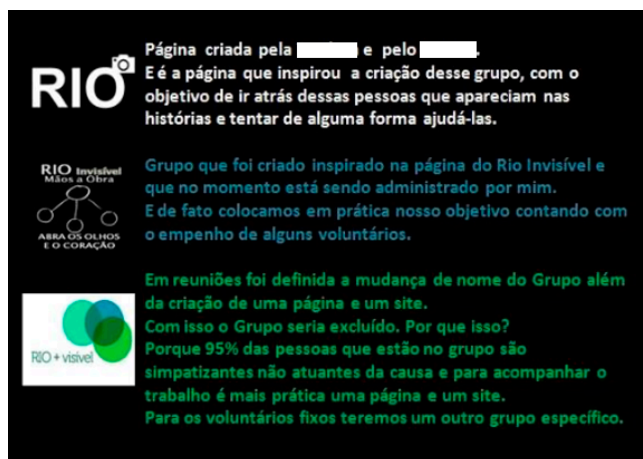 RIO
Página criada pela e pelo .
E é a página que inspirou a criação desse grupo, com o
objetivo de ir atrás dessas pessoas que apareciam nas
histórias e tentar de alguma forma ajudá-las.
RIO Invisível
Mãos a Obra
ABRA OS OLHOS
E O CORAÇÃO
Grupo que foi criado inspirado na página do Rio Invisível e
que no momento está sendo administrado por mim.
E de fato colocamos em prática nosso objetivo contando com
o empenho de alguns voluntários.
RIO + visível
Em reuniões foi definida a mudança de nome do Grupo além
da criação de uma página e um site.
Com isso o Grupo seria excluído. Por que isso?
Porque 95% das pessoas que estão no grupo são
simpatizantes não atuantes da causa e para acompanhar o
trabalho é mais prática uma página e um site.
Para os voluntários fixos teremos um outro grupo específico.